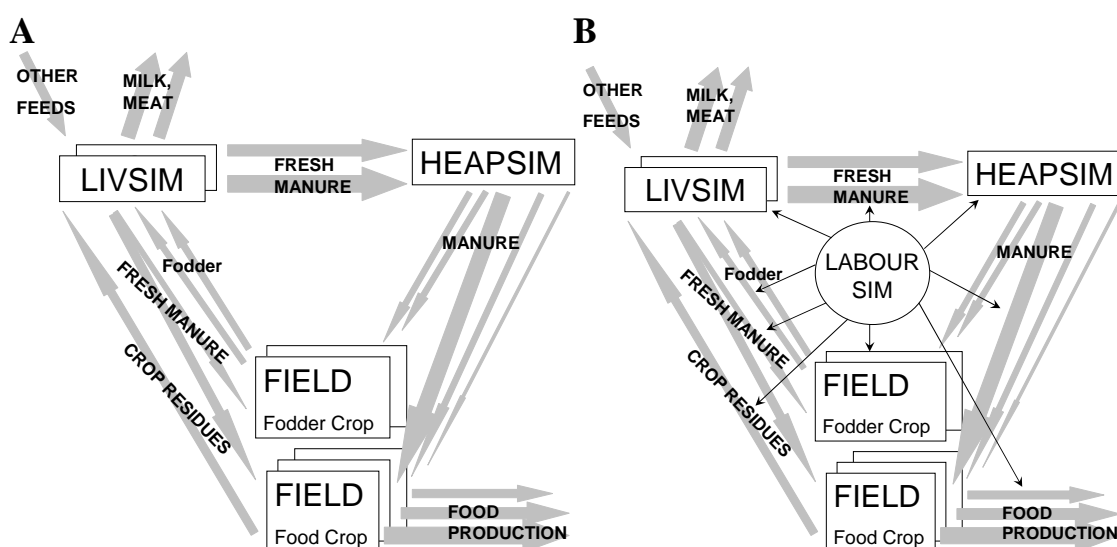 A
OTHER
FEEDS
MILK,
MEAT
LIVSIM
FRESH
MANURE
HEAPSIM
MANURE
Fodder
FRESH MANURE
CROP RESIDUES
FIELD
Fodder Crop
FIELD
Food Crop
FOOD
PRODUCTION
B
OTHER
FEEDS
MILK,
MEAT
LIVSIM
FRESH
MANURE
HEAPSIM
MANURE
LABOUR
SIM
Fodder
FRESH MANURE
CROP RESIDUES
FIELD
Fodder Crop
FIELD
Food Crop
FOOD
PRODUCTION